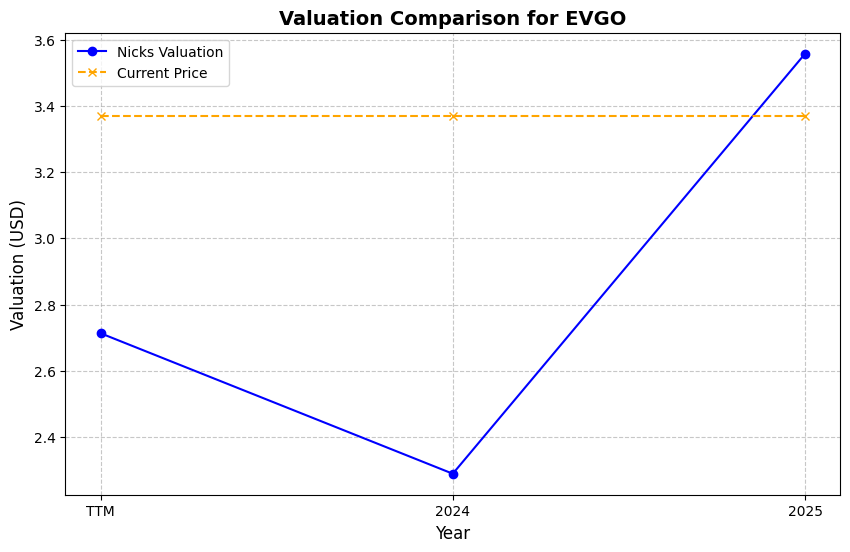 Valuation Comparison for EVGO
Nicks Valuation
Current Price
3.6
3.4
3.2
3.0
2.8
2.6
2.4
Valuation (USD)
TTM
2024
2025
Year